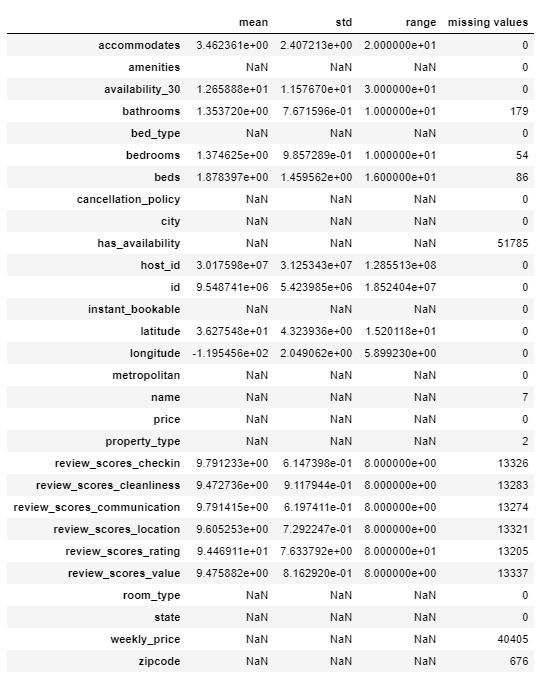 mean std range missing values
accommodates 3.462361e+00 2.407213e+00 2.000000e+01 0
amenities NaN NaN NaN 0
availability_30 1.265888e+01 1.157670e+01 3.000000e+01 0
bathrooms 1.353720e+00 7.671596e-01 1.000000e+01 179
bed_type NaN NaN NaN 0
bedrooms 1.374625e+00 9.857289e-01 1.000000e+01 54
beds 1.878397e+00 1.459562e+00 1.600000e+01 86
cancellation_policy NaN NaN NaN 0
city NaN NaN NaN 0
has_availability NaN NaN NaN 51785
host_id 3.017598e+07 3.125343e+07 1.285513e+08 0
id 9.548741e+06 5.423985e+06 1.852404e+07 0
instant_bookable NaN NaN NaN 0
latitude 3.627548e+01 4.323936e+00 1.520118e+01 0
longitude -1.195456e+02 2.049062e+00 5.899230e+00 0
metropolitan NaN NaN NaN 0
name NaN NaN NaN 7
price NaN NaN NaN 0
property_type NaN NaN NaN 2
review_scores_checkin 9.791233e+00 6.147398e-01 8.000000e+00 13326
review_scores_cleanliness 9.472736e+00 9.117944e-01 8.000000e+00 13283
review_scores_communication 9.791415e+00 6.197411e-01 8.000000e+00 13274
review_scores_location 9.605253e+00 7.292247e-01 8.000000e+00 13321
review_scores_rating 9.446911e+01 7.633792e+00 8.000000e+01 13205
review_scores_value 9.475882e+00 8.162920e-01 8.000000e+00 13337
room_type NaN NaN NaN 0
state NaN NaN NaN 0
weekly_price NaN NaN NaN 40405
zipcode NaN NaN NaN 676